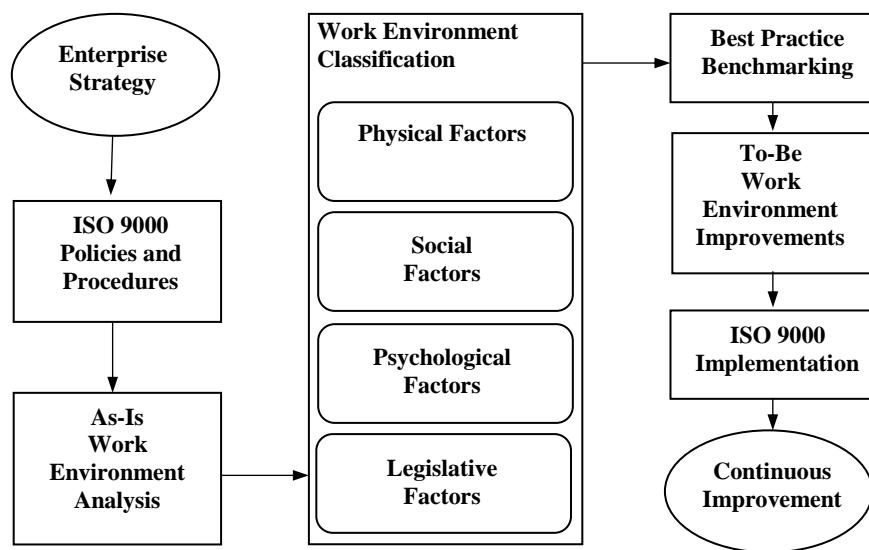 Enterprise
Strategy
ISO 9000
Policies and
Procedures
As-Is
Work
Environment
Analysis
Work Environment
Classification
Physical Factors
Social
Factors
Psychological
Factors
Legislative
Factors
Best Practice
Benchmarking
To-Be
Work
Environment
Improvements
ISO 9000
Implementation
Continuous
Improvement